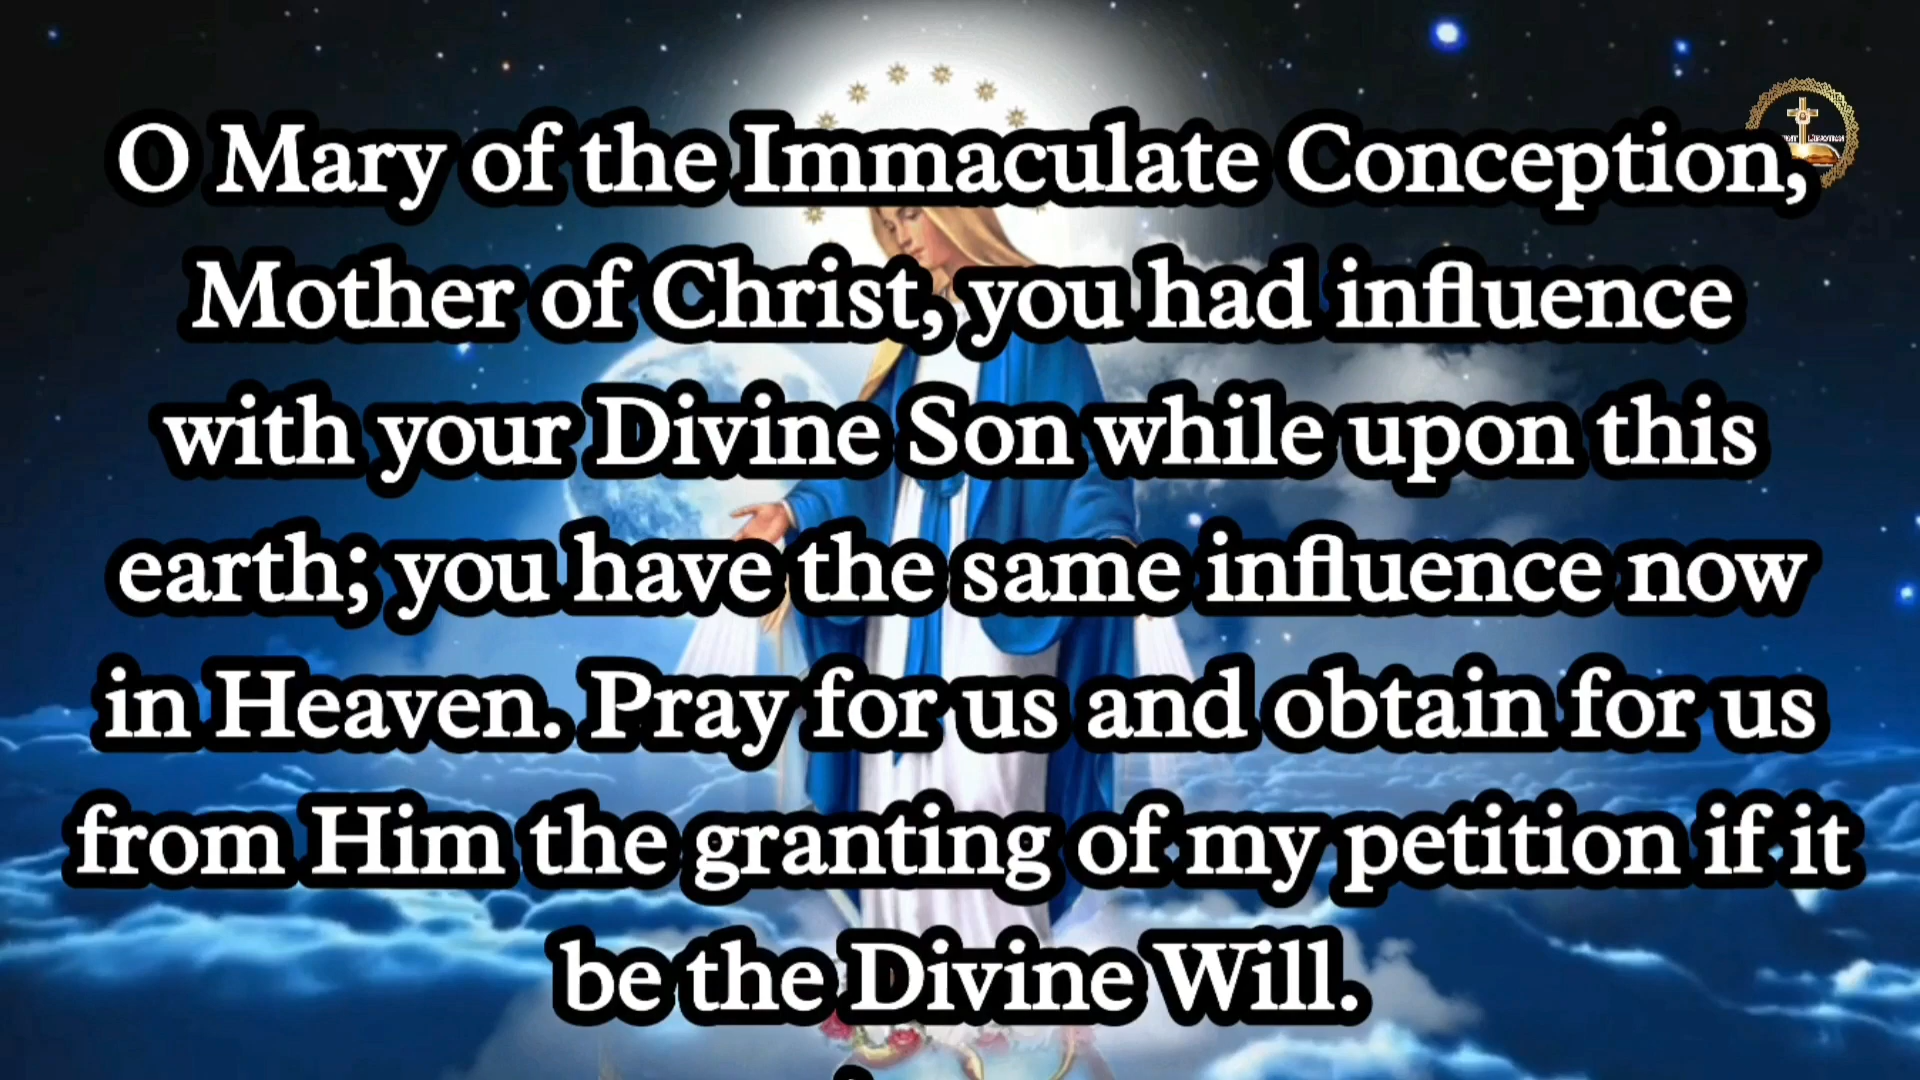 O Mary of the Immaculate Conception,
Mother of Christ, you had influence
with your Divine Son while upon this
earth; you have the same influence now
in Heaven. Pray for us and obtain for us
from Him the granting of my petition if it
be the Divine Will.